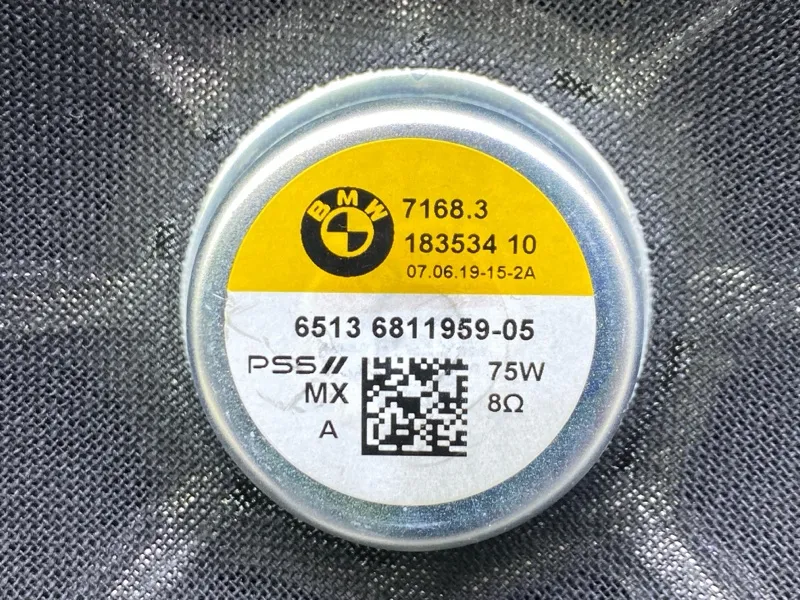 BMW
7168.3
183534 10
07.06.19-15-2A
6513 6811959-05
PSS//
75W
MX
8Ω
A